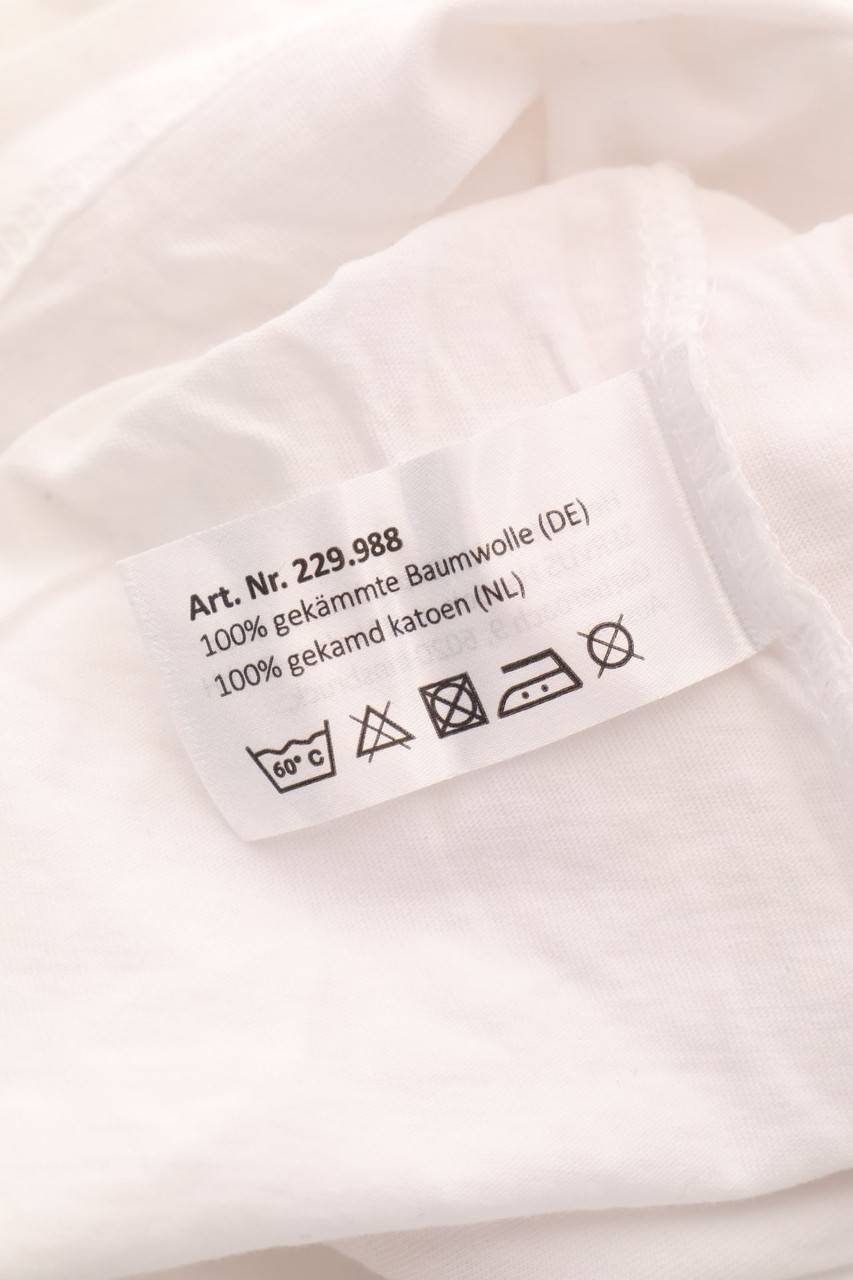 Art. Nr. 229.988
100% gekämmte Baumwolle (DE)
100% gekamd katoen (NL)
60° C